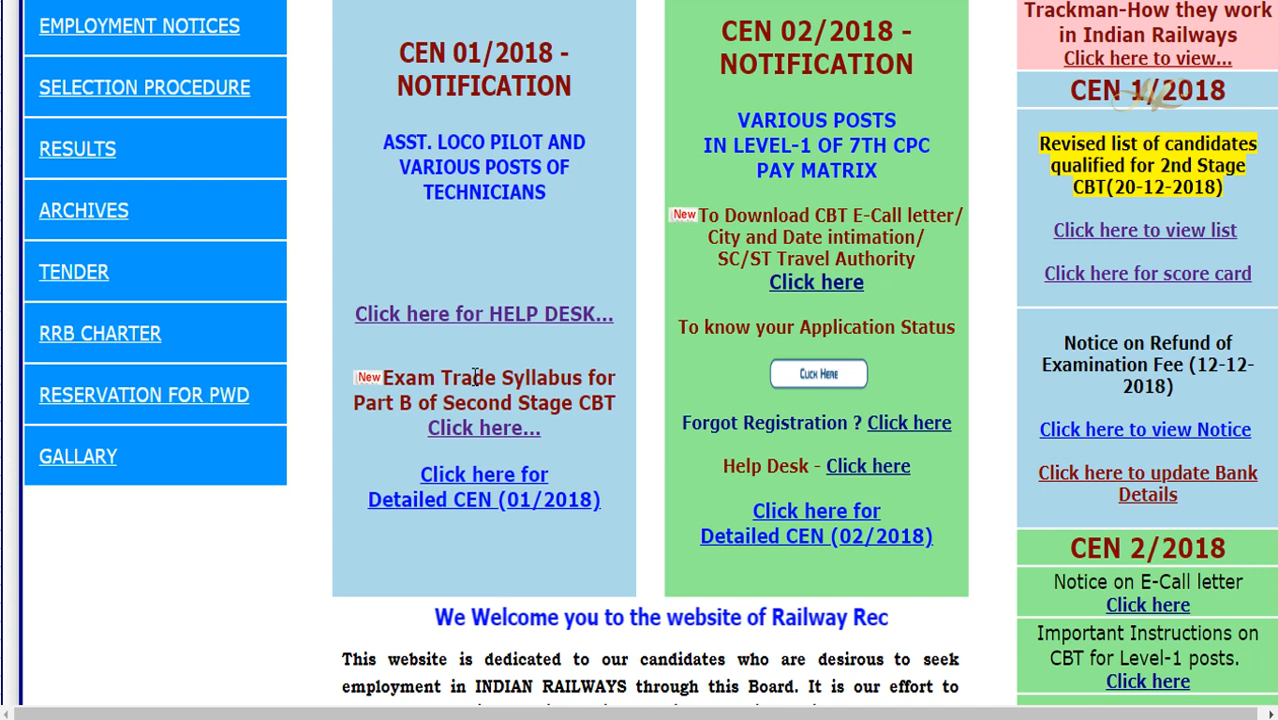 EMPLOYMENT NOTICES
SELECTION PROCEDURE
RESULTS
ARCHIVES
TENDER
RRB CHARTER
RESERVATION FOR PWD
GALLARY
CEN 01/2018 -
NOTIFICATION
ASST. LOCO PILOT AND
VARIOUS POSTS OF
TECHNICIANS
Click here for HELP DESK...
New Exam Trade Syllabus for
Part B of Second Stage CBT
Click here...
Click here for
Detailed CEN (01/2018)
CEN 02/2018 -
NOTIFICATION
VARIOUS POSTS
IN LEVEL-1 OF 7TH CPC
PAY MATRIX
New To Download CBT E-Call letter/
City and Date intimation/
SC/ST Travel Authority
Click here
To know your Application Status
Click Here
Forgot Registration ? Click here
Help Desk - Click here
Click here for
Detailed CEN (02/2018)
We Welcome you to the website of Railway Rec
This website is dedicated to our candidates who are desirous to seek
employment in INDIAN RAILWAYS through this Board. It is our effort to
Trackman-How they work
in Indian Railways
Click here to view...
CEN 1/2018
Revised list of candidates
qualified for 2nd Stage
CBT(20-12-2018)
Click here to view list
Click here for score card
Notice on Refund of
Examination Fee (12-12-
2018)
Click here to view Notice
Click here to update Bank
Details
CEN 2/2018
Notice on E-Call letter
Click here
Important Instructions on
CBT for Level-1 posts.
Click here